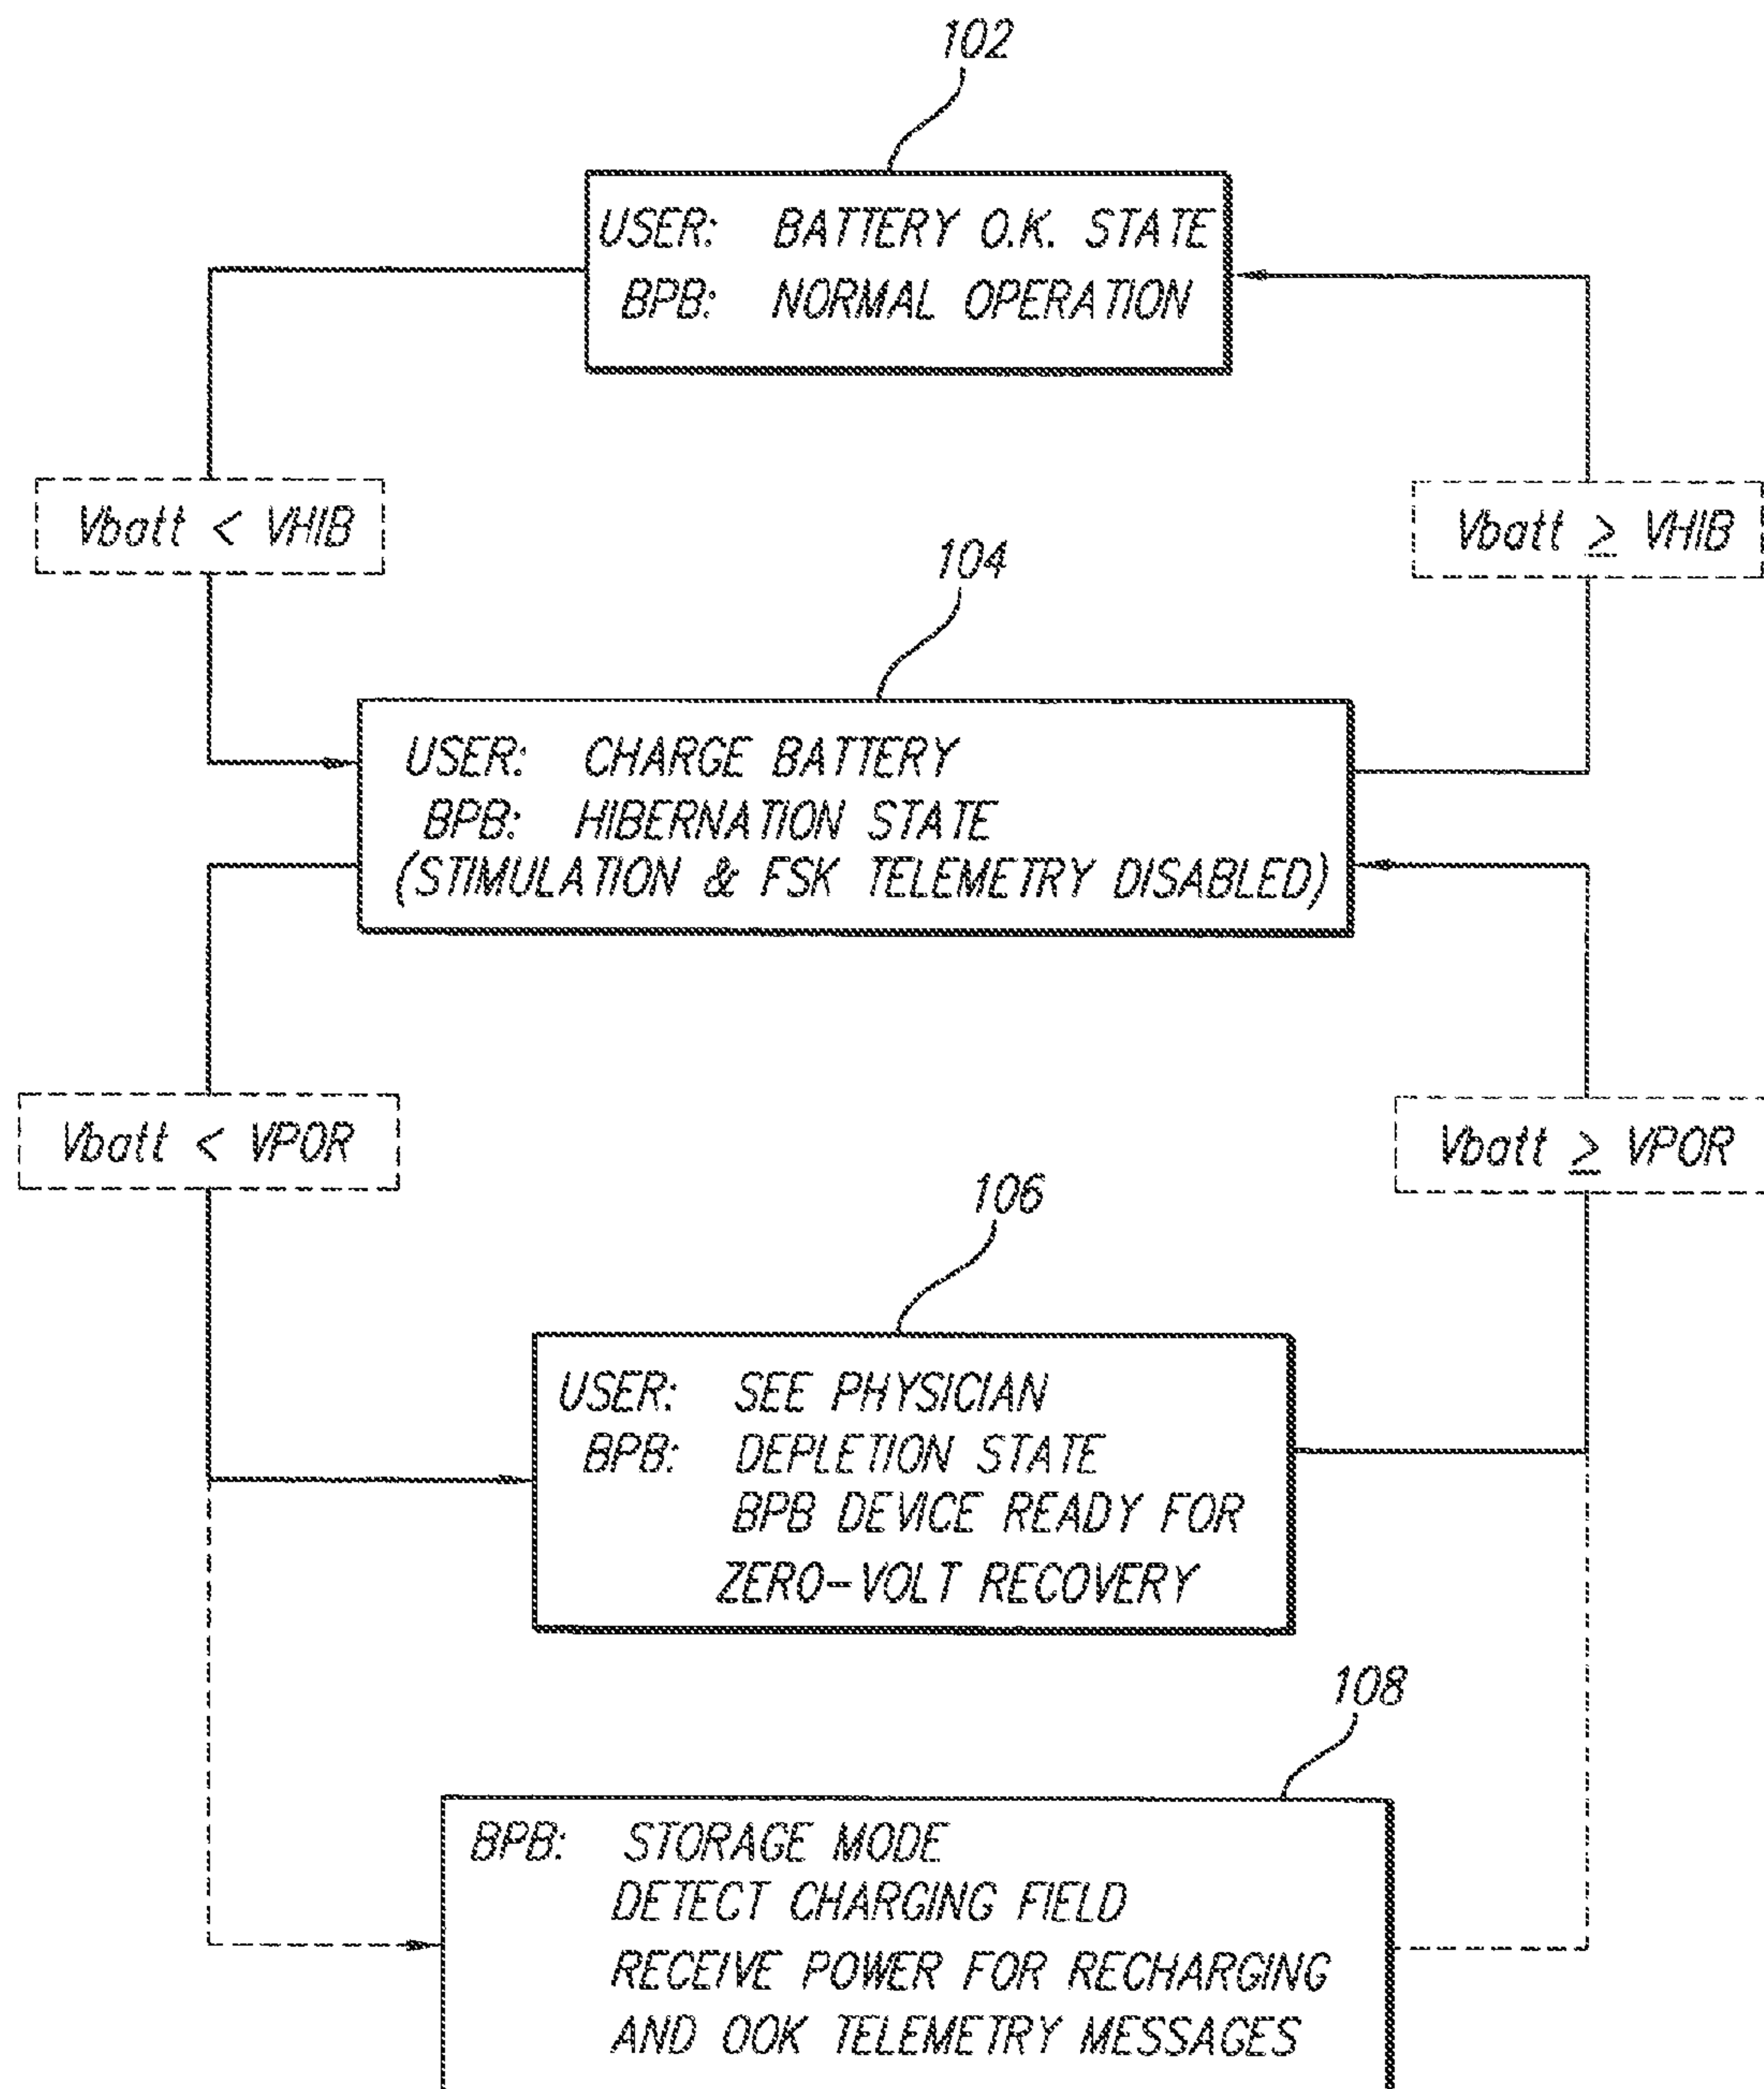 102
USER: BATTERY O.K. STATE
BPB: NORMAL OPERATION
Vbatt < VHIB
Vbatt ≥ VHIB
104
USER: CHARGE BATTERY
BPB: HIBERNATION STATE
(STIMULATION & FSK TELEMETRY DISABLED)
Vbatt < VPOR
Vbatt ≥ VPOR
106
USER: SEE PHYSICIAN
BPB: DEPLETION STATE
BPB DEVICE READY FOR
ZERO-VOLT RECOVERY
108
BPB: STORAGE MODE
DETECT CHARGING FIELD
RECEIVE POWER FOR RECHARGING
AND OOK TELEMETRY MESSAGES